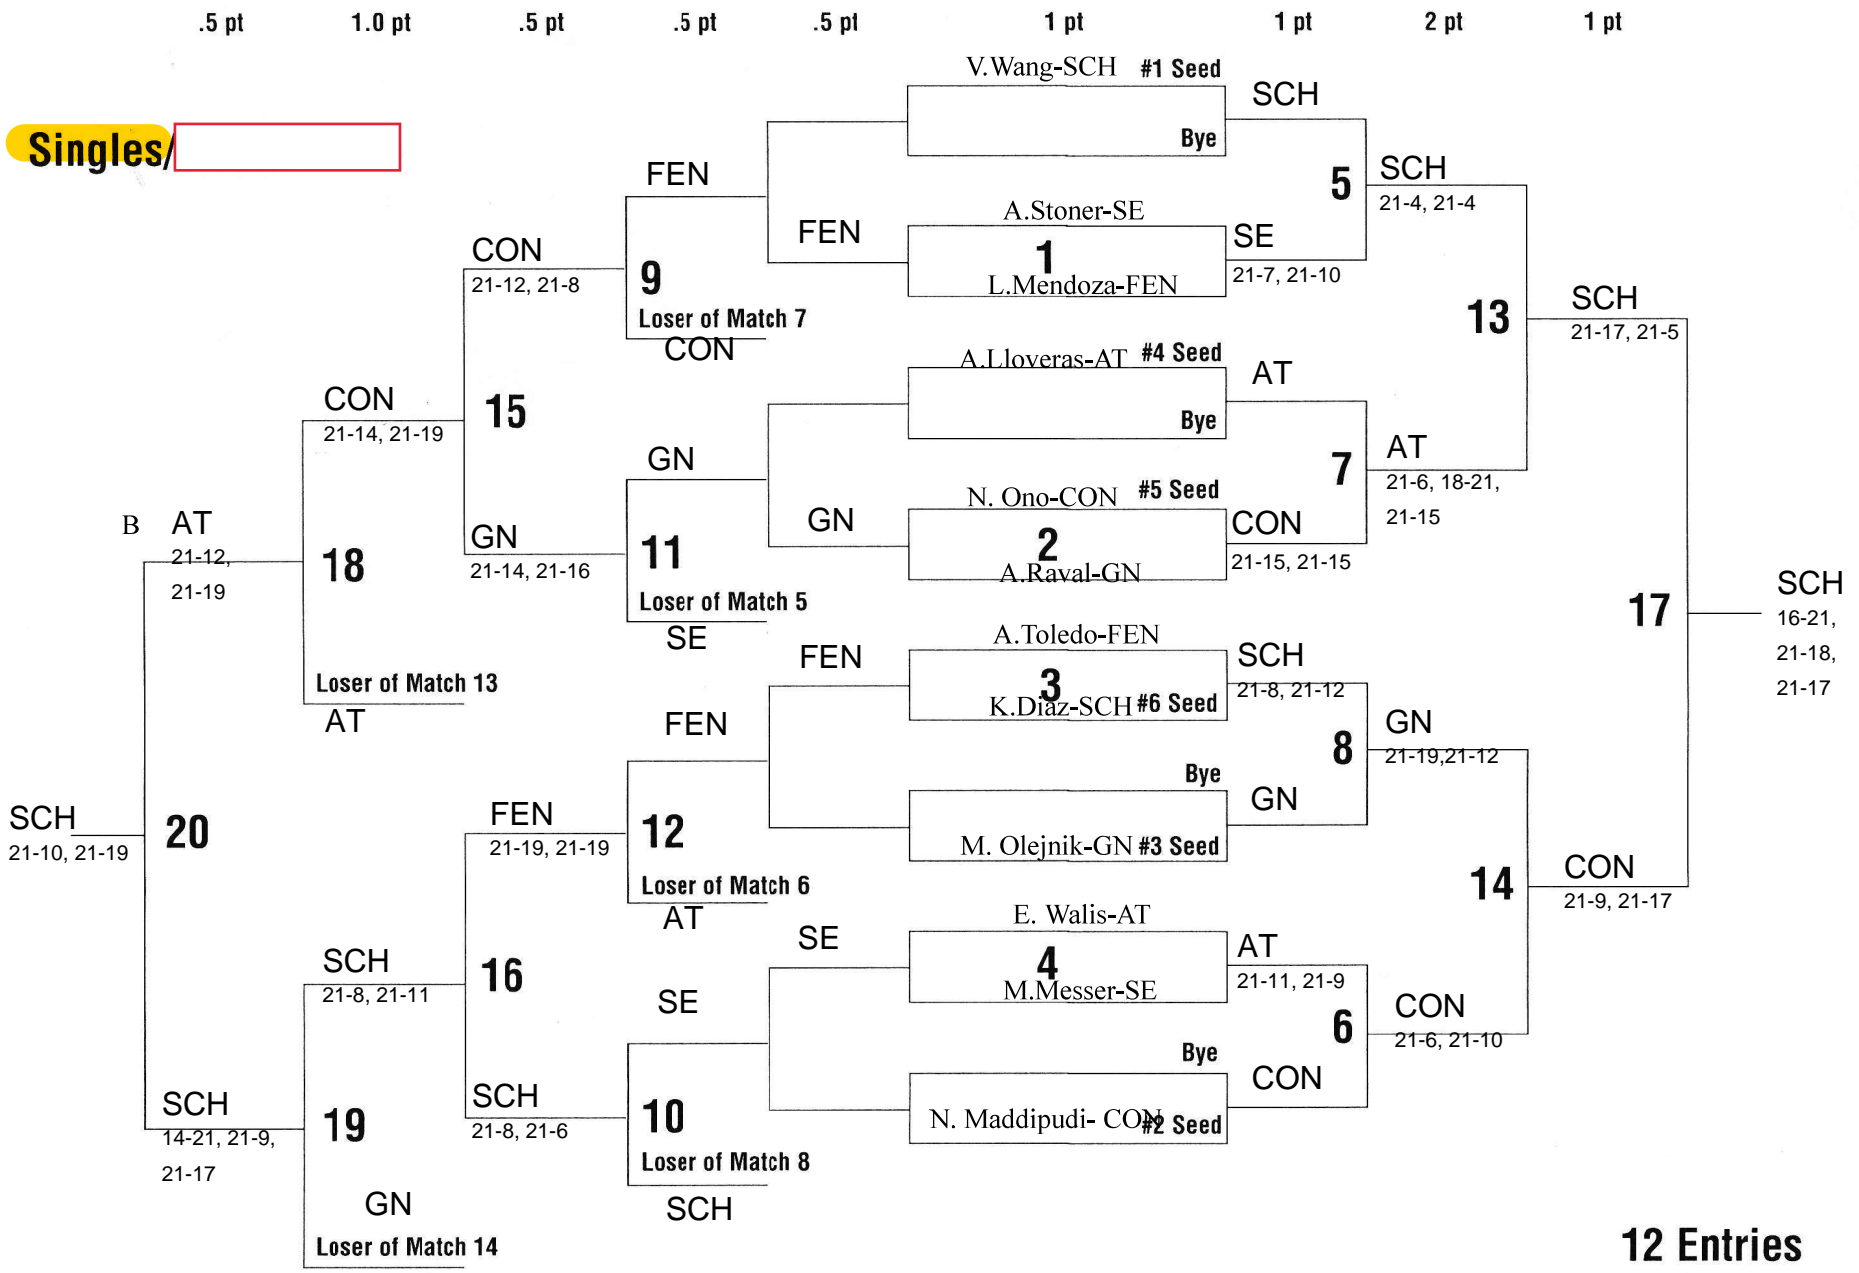 .5 pt 1.0 pt .5 pt .5 pt .5 pt 1 pt 1 pt 2 pt 1 pt
Singles/
V.Wang-SCH #1 Seed
Bye
SCH
A.Stoner-SE
1
L.Mendoza-FEN
SE
21-7, 21-10
5
SCH
21-4, 21-4
A.Lloveras-AT #4 Seed
Bye
AT
N. Ono-CON #5 Seed
2
A.Raval-GN
CON
21-15, 21-15
7
AT
21-6, 18-21,
21-15
13
SCH
21-17, 21-5
A.Toledo-FEN
3
K.Diaz-SCH #6 Seed
SCH
21-8, 21-12
Bye
M. Olejnik-GN #3 Seed
GN
8
GN
21-19,21-12
E. Walis-AT
4
M.Messer-SE
AT
21-11, 21-9
Bye
N. Maddipudi- CON #2 Seed
CON
6
CON
21-6, 21-10
14
CON
21-9, 21-17
17
SCH
16-21,
21-18,
21-17
FEN
FEN
9
Loser of Match 7
CON
CON
21-12, 21-8
GN
GN
11
Loser of Match 5
SE
GN
21-14, 21-16
15
CON
21-14, 21-19
18
Loser of Match 13
AT
B AT
21-12,
21-19
FEN
FEN
12
Loser of Match 6
AT
FEN
21-19, 21-19
SE
SE
10
Loser of Match 8
SCH
SCH
21-8, 21-6
16
SCH
21-8, 21-11
19
GN
Loser of Match 14
SCH
14-21, 21-9,
21-17
20
SCH
21-10, 21-19
12 Entries